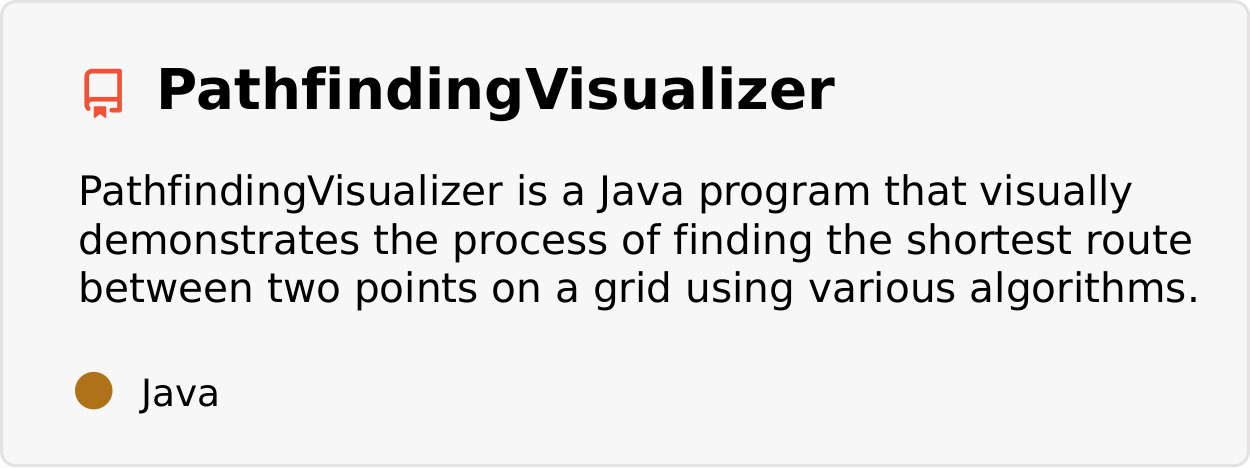 PathfindingVisualizer
PathfindingVisualizer is a Java program that visually
demonstrates the process of finding the shortest route
between two points on a grid using various algorithms.
Java